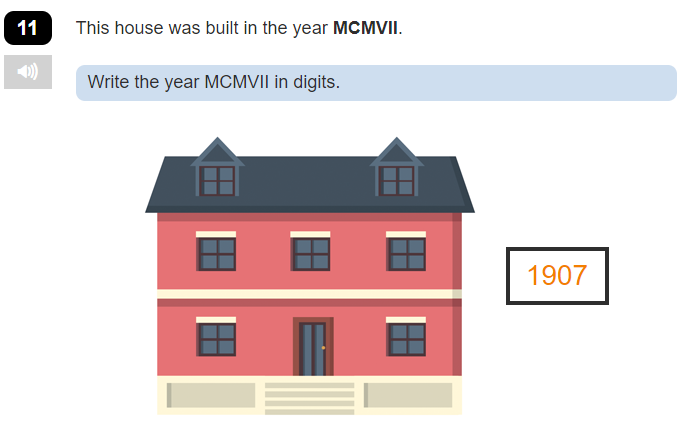 11 This house was built in the year MCMVII.
Write the year MCMVII in digits.
1907